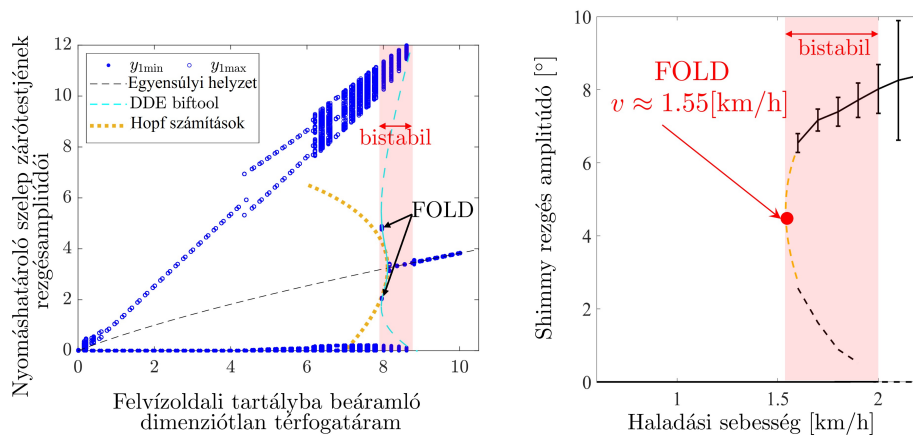 Nyomáshatároló szelep zárótestjének
rezgésampliúdói
12
10
8
6
4
2
0
y1min y1max
Egyensúlyi helyzet
DDE biftool
Hopf számítások
bistabil
FOLD
0 2 4 6 8 10
Felvízoldali tartályba beáramló
dimenziótlan térfogatáram
Shimmy rezgés amplitúdó [°]
10
8
6
4
2
0
bistabil
FOLD
v ≈ 1.55[km/h]
1 1.5 2
Haladási sebesség [km/h]